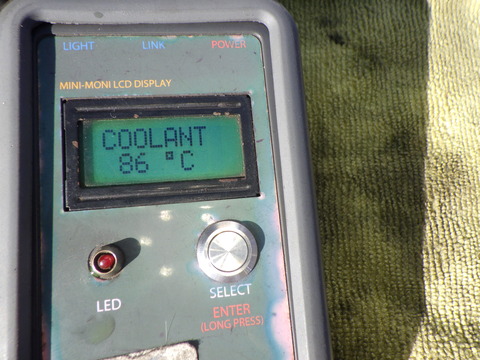 LIGHT LINK POWER
MINI-MONI LCD DISPLAY
COOLANT
86 °C
LED
SELECT
ENTER
(LONG PRESS)